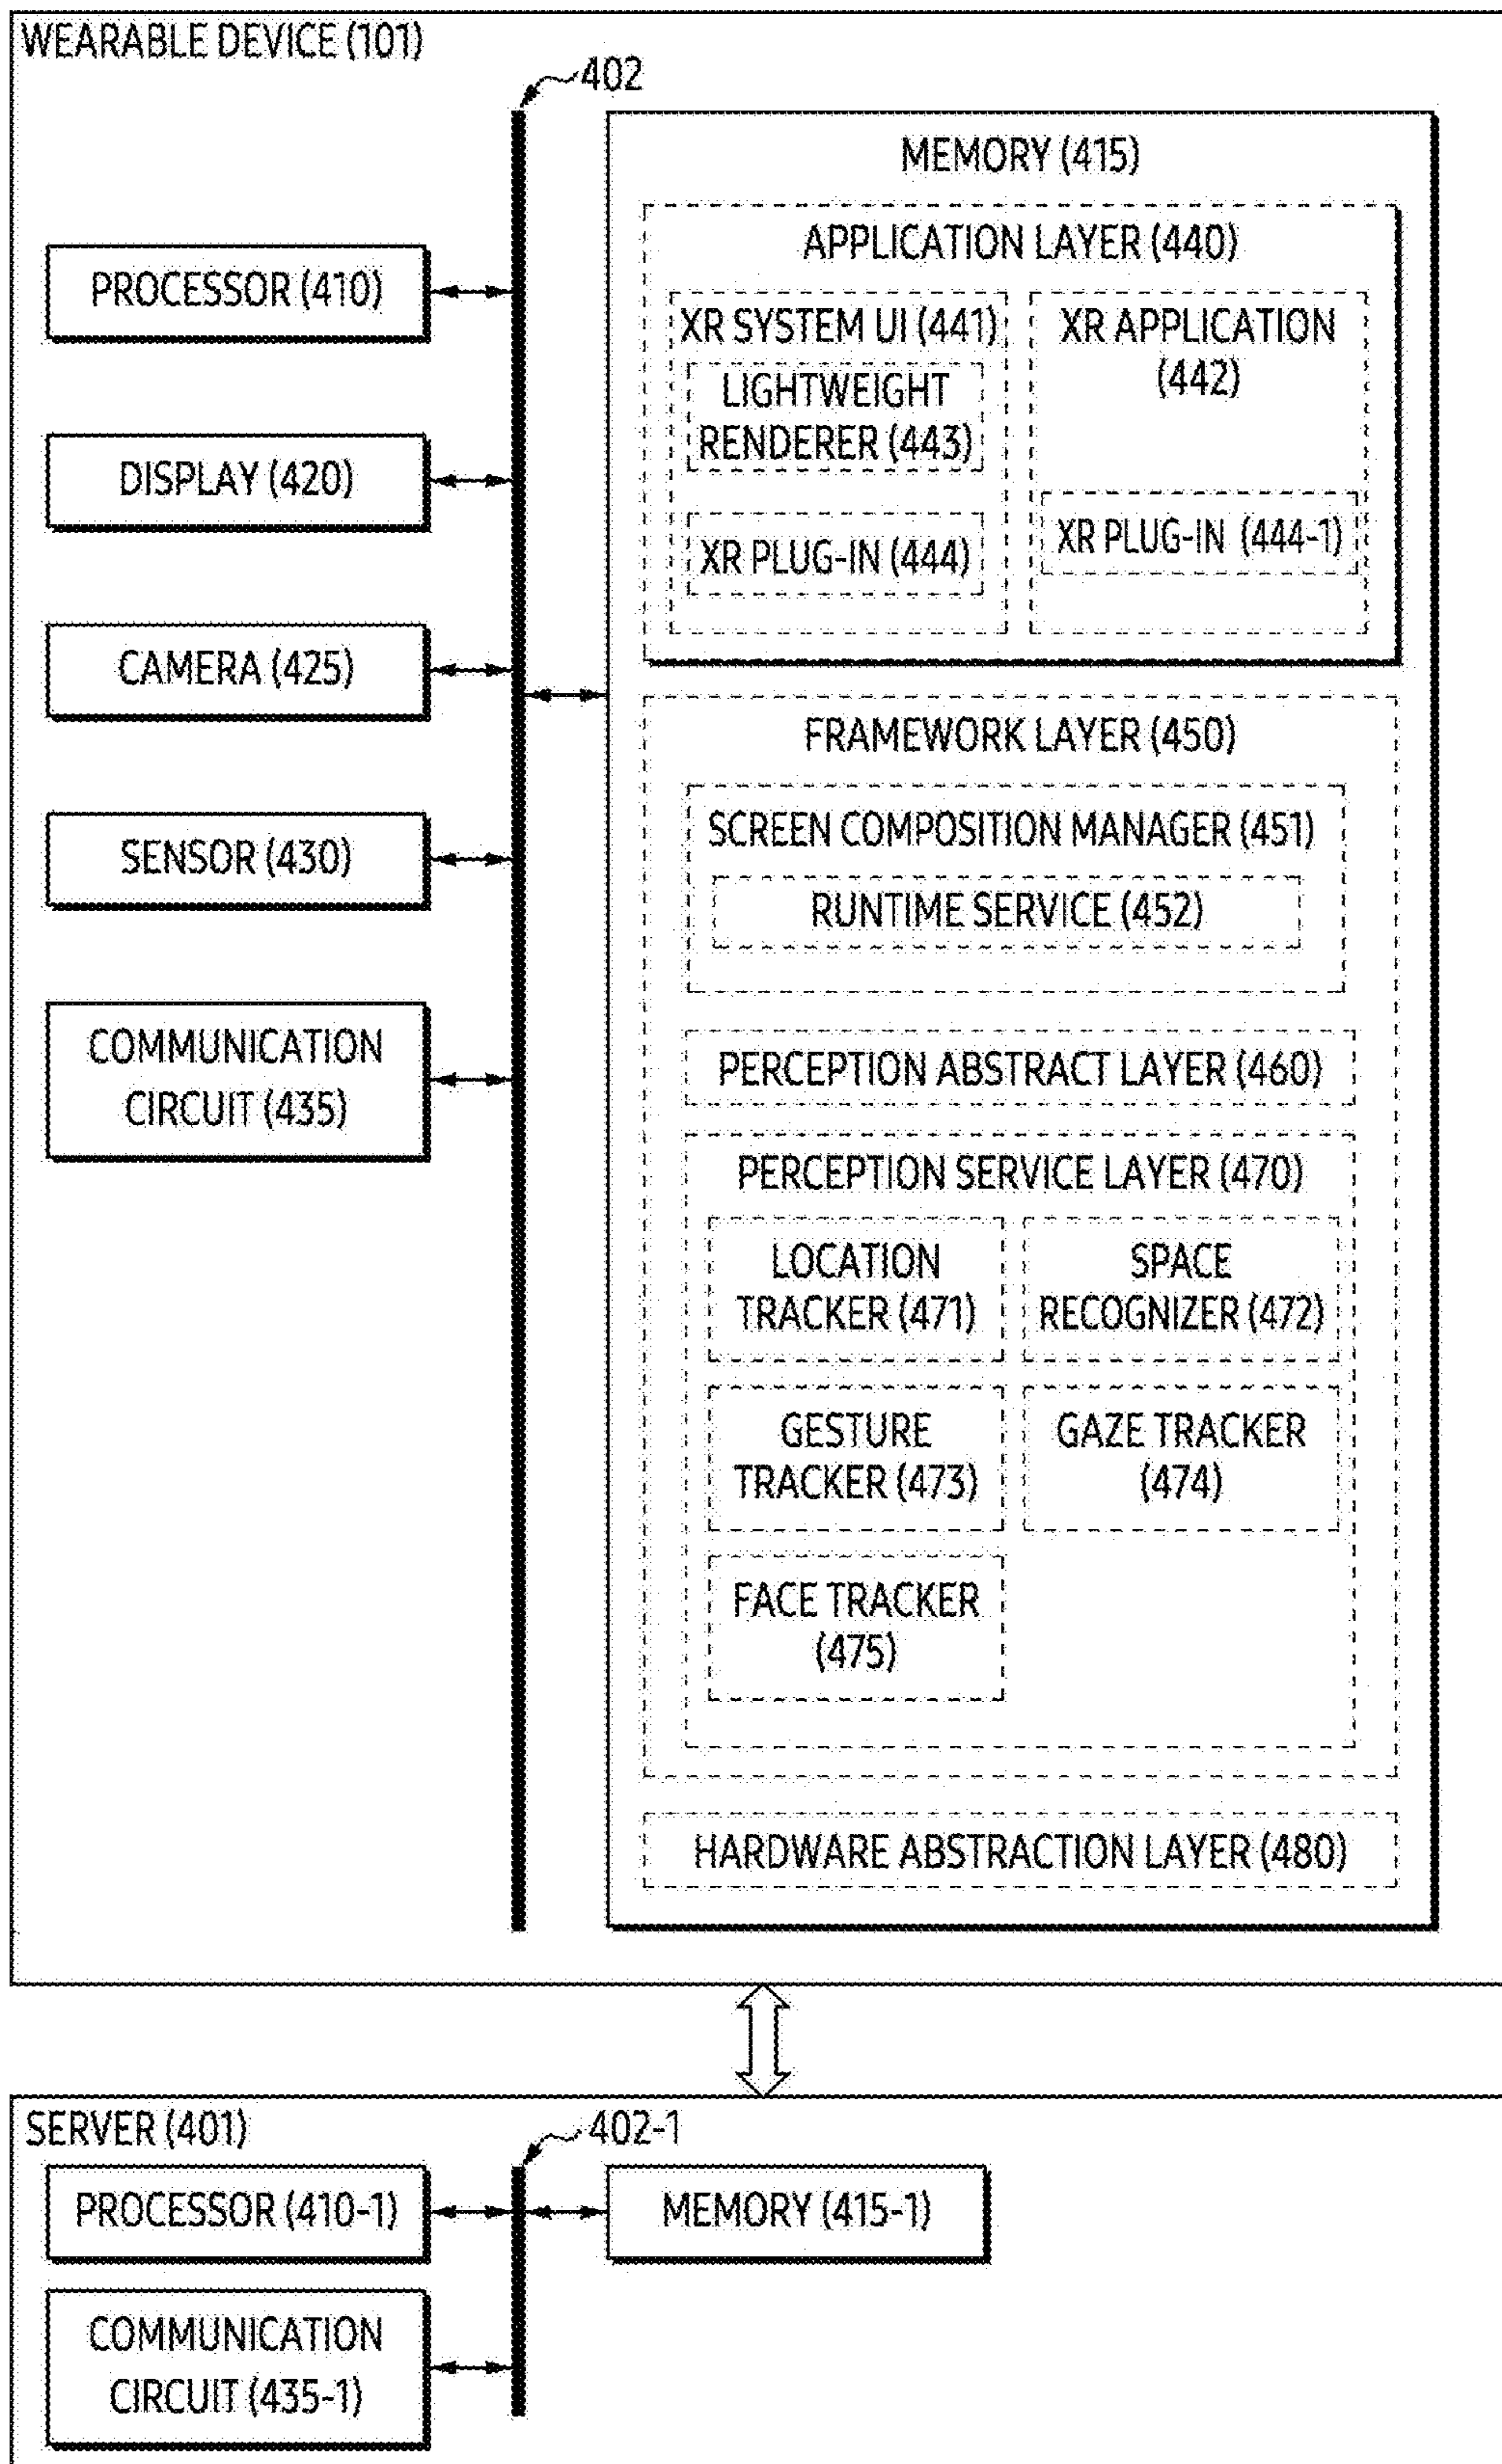 WEARABLE DEVICE (101)
402
PROCESSOR (410)
DISPLAY (420)
CAMERA (425)
SENSOR (430)
COMMUNICATION
CIRCUIT (435)
MEMORY (415)
APPLICATION LAYER (440)
XR SYSTEM UI (441)
LIGHTWEIGHT
RENDERER (443)
XR PLUG-IN (444)
XR APPLICATION
(442)
XR PLUG-IN (444-1)
FRAMEWORK LAYER (450)
SCREEN COMPOSITION MANAGER (451)
RUNTIME SERVICE (452)
PERCEPTION ABSTRACT LAYER (460)
PERCEPTION SERVICE LAYER (470)
LOCATION
TRACKER (471)
SPACE
RECOGNIZER (472)
GESTURE
TRACKER (473)
GAZE TRACKER
(474)
FACE TRACKER
(475)
HARDWARE ABSTRACTION LAYER (480)
SERVER (401)
402-1
PROCESSOR (410-1)
MEMORY (415-1)
COMMUNICATION
CIRCUIT (435-1)